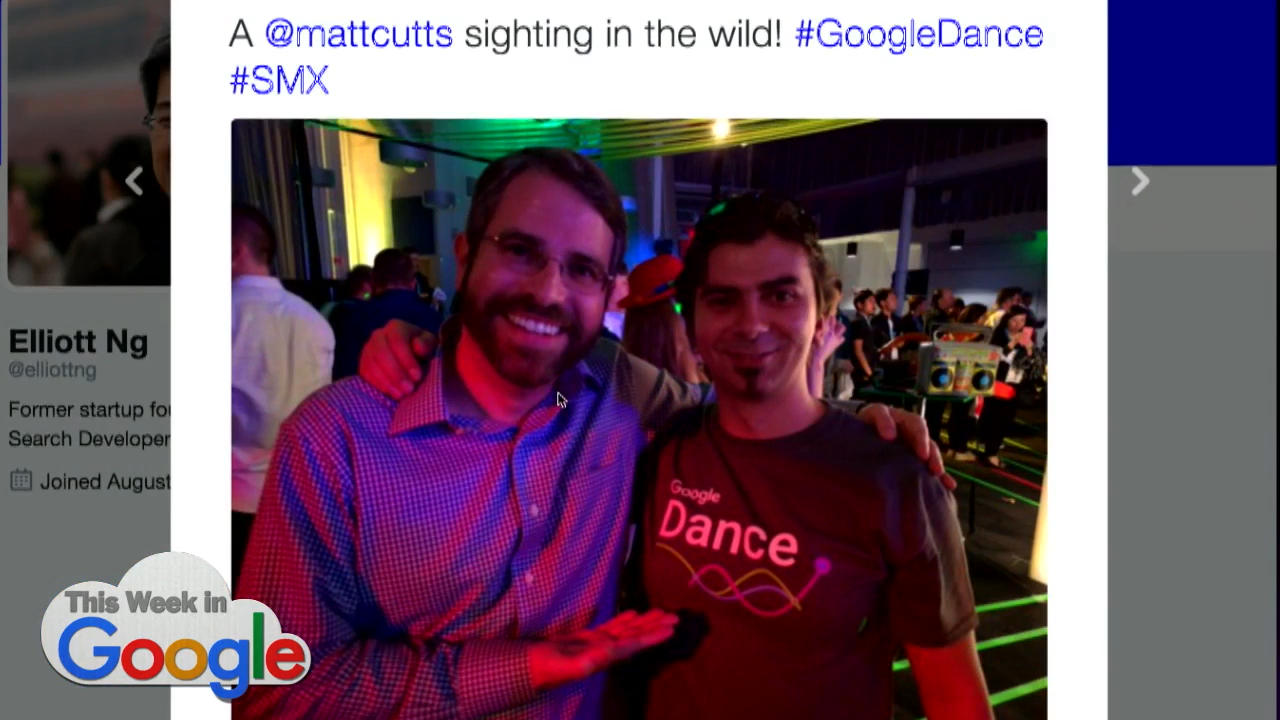 A @mattcutts sighting in the wild! #GoogleDance
#SMX
Elliott Ng
@elliottng
Former startup fo
Search Developer
Joined August
Google
Dance
This Week in
Google